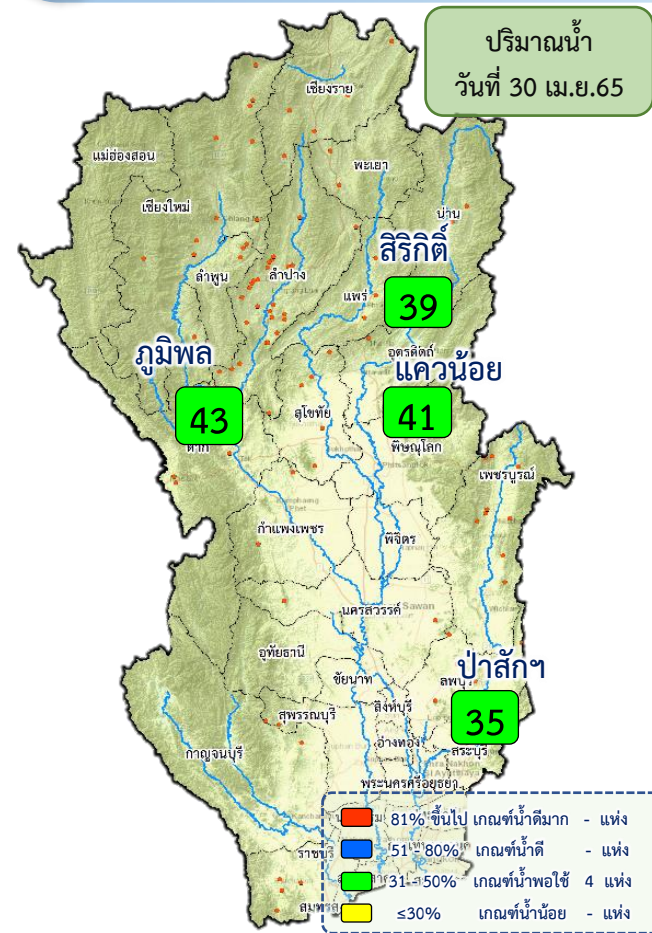 ปริมาณน้ำ
วันที่ 30 เม.ย.65
เชียงราย
แม่ฮ่องสอน
พะเยา
เชียงใหม่
น่าน
สิริกิติ์
ลำพูน
ลำปาง
แพร่
39
อุตรดิตถ์
ภูมิพล
แควน้อย
43
41
สุโขทัย
ตาก
พิษณุโลก
เพชรบูรณ์
กำแพงเพชร
พิจิตร
นครสวรรค์
Sawan
อุทัยธานี
ป่าสักฯ
ชัยนาท
ลพบุรี
สิงห์บุรี
35
สุพรรณบุรี
อ่างทอง
สระบุรี
กาญจนบุรี
พระนครศรีอยุธยา
81% ขึ้นไป เกณฑ์น้ำดีมาก - แห่ง
51 - 80% เกณฑ์น้ำดี - แห่ง
ราชบุรี
31 - 50% เกณฑ์น้ำพอใช้ 4 แห่ง
≤30% เกณฑ์น้ำน้อย - แห่ง